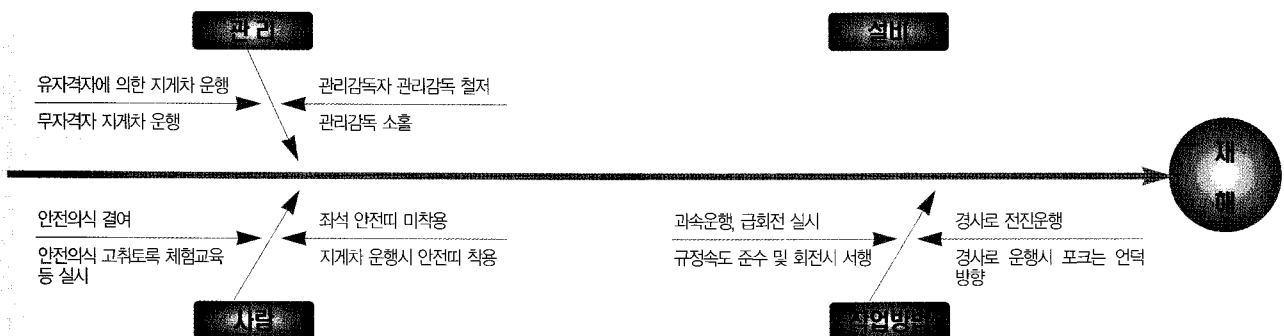 관리
설비
유자격자에 의한 지게차 운행
관리감독자 관리감독 철저
무자격자 지게차 운행
관리감독 소홀
재
해
안전의식 결여
좌석 안전띠 미착용
과속운행, 급회전 실시
경사로 전진운행
안전의식 고취토록 체험교육
등 실시
지게차 운행시 안전띠 착용
규정속도 준수 및 회전시 서행
경사로 운행시 포크는 언덕
방향
사람
작업방법